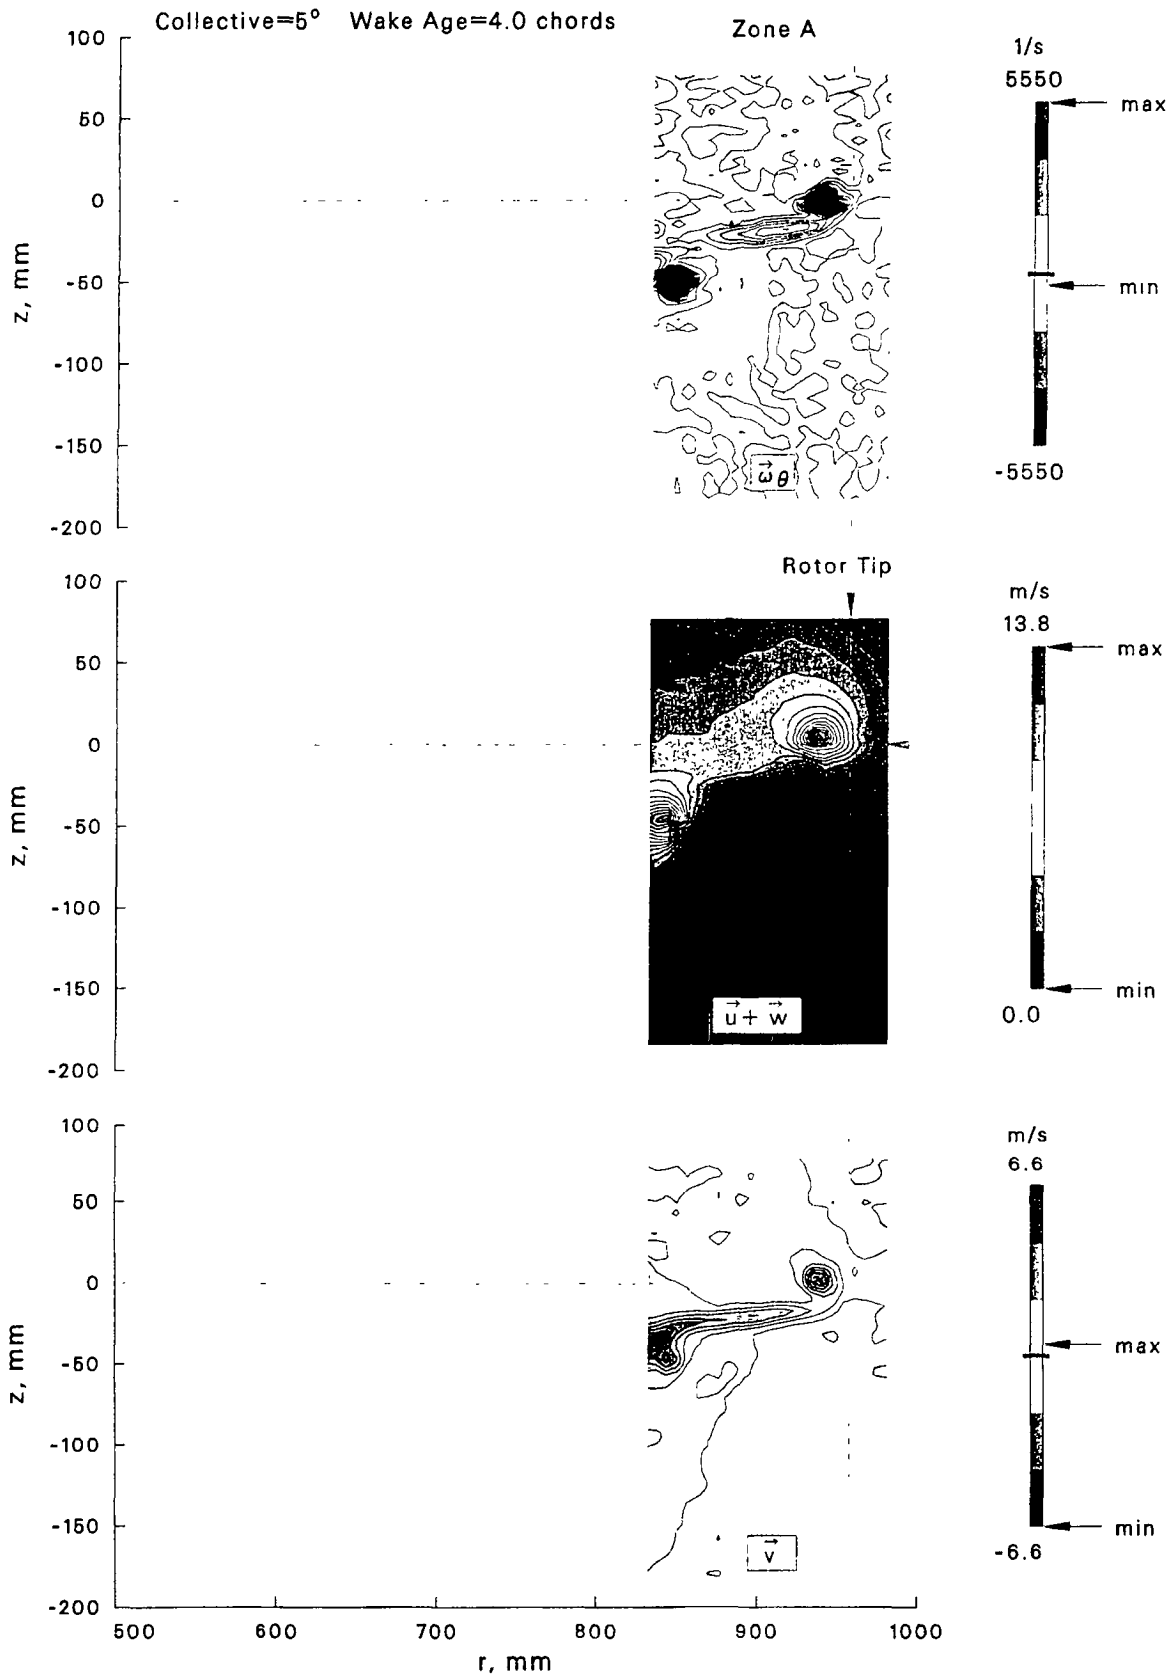 Collective=5° Wake Age=4.0 chords
Zone A
1/s
5550
max
min
-5550
100
50
0
-50
-100
-150
-200
z, mm
ω⃗ θ
Rotor Tip
m/s
13.8
max
min
0.0
100
50
0
-50
-100
-150
-200
z, mm
u⃗ + w⃗
m/s
6.6
max
min
-6.6
100
50
0
-50
-100
-150
-200
z, mm
v⃗
500 600 700 800 900 1000
r, mm